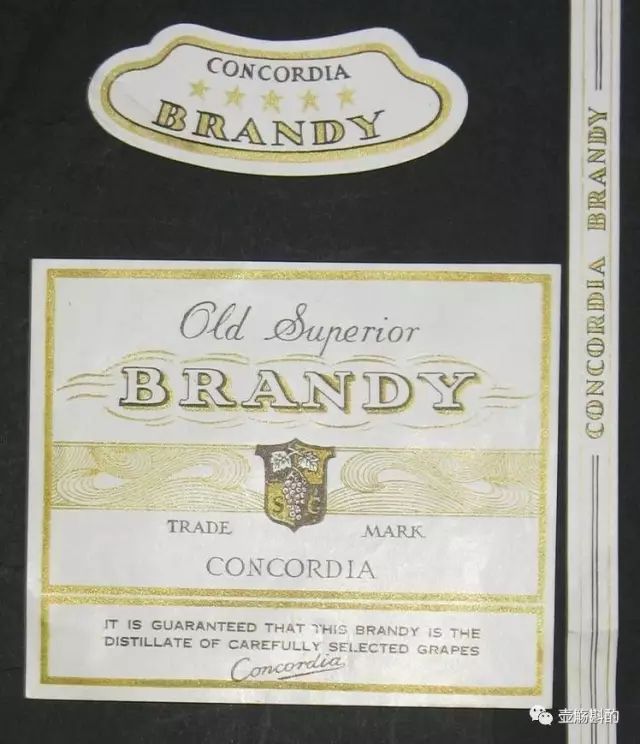 CONCORDIA
BRANDY
CONCORDIA BRANDY
Old Superior
BRANDY
S C
TRADE MARK
CONCORDIA
IT IS GUARANTEED THAT THIS BRANDY IS THE
DISTILLATE OF CAREFULLY SELECTED GRAPES
Concordia
壶觞斟酌